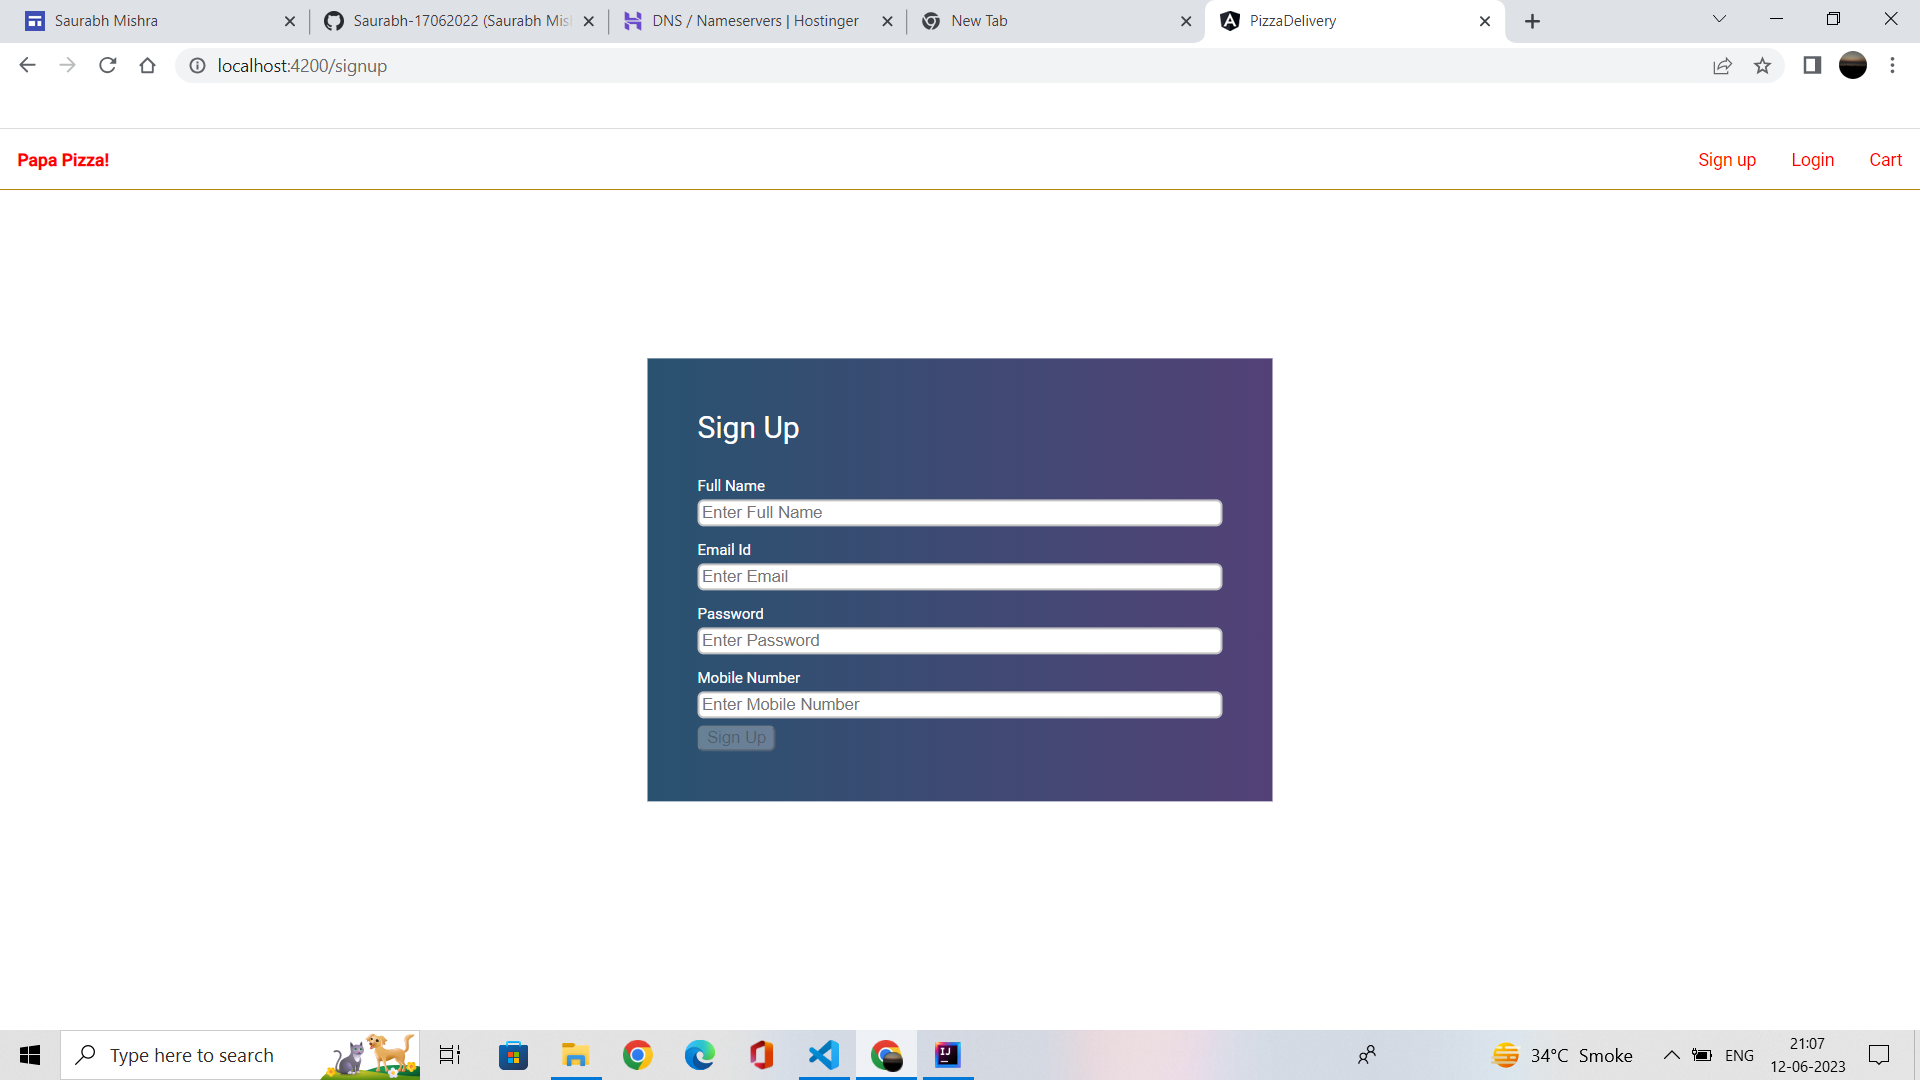 Saurabh Mishra
Saurabh-17062022 (Saurabh Mis
DNS / Nameservers | Hostinger
New Tab
PizzaDelivery
localhost:4200/signup
Papa Pizza!
Sign up
Login
Cart
Sign Up
Full Name
Enter Full Name
Email Id
Enter Email
Password
Enter Password
Mobile Number
Enter Mobile Number
Sign Up
Type here to search
IJ
34°C Smoke
ENG
21:07
12-06-2023